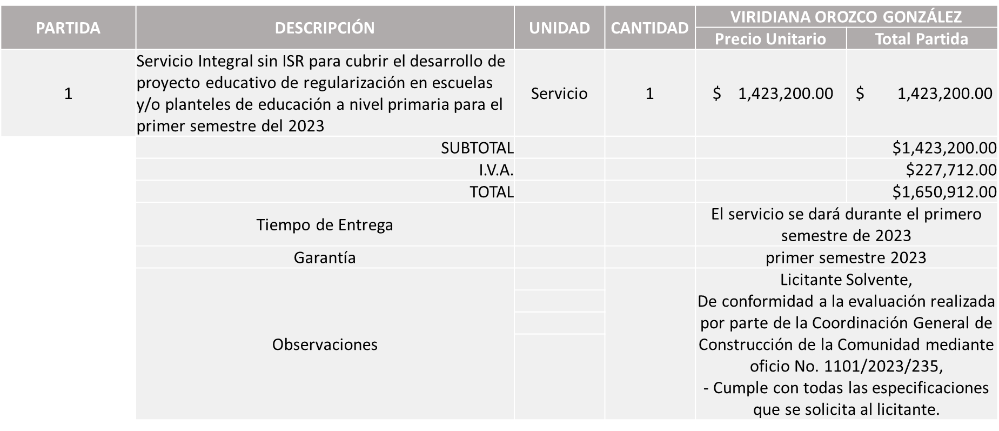 PARTIDA DESCRIPCIÓN UNIDAD CANTIDAD VIRIDIANA OROZCO GONZÁLEZ
Precio Unitario Total Partida
Servicio Integral sin ISR para cubrir el desarrollo de
proyecto educativo de regularización en escuelas
y/o planteles de educación a nivel primaria para el
primer semestre del 2023
1 Servicio 1 $ 1,423,200.00 $ 1,423,200.00
SUBTOTAL $1,423,200.00
I.V.A. $227,712.00
TOTAL $1,650,912.00
Tiempo de Entrega
El servicio se dará durante el primero
semestre de 2023
Garantía primer semestre 2023
Observaciones
Licitante Solvente,
De conformidad a la evaluación realizada
por parte de la Coordinación General de
Construcción de la Comunidad mediante
oficio No. 1101/2023/235,
- Cumple con todas las especificaciones
que se solicita al licitante.